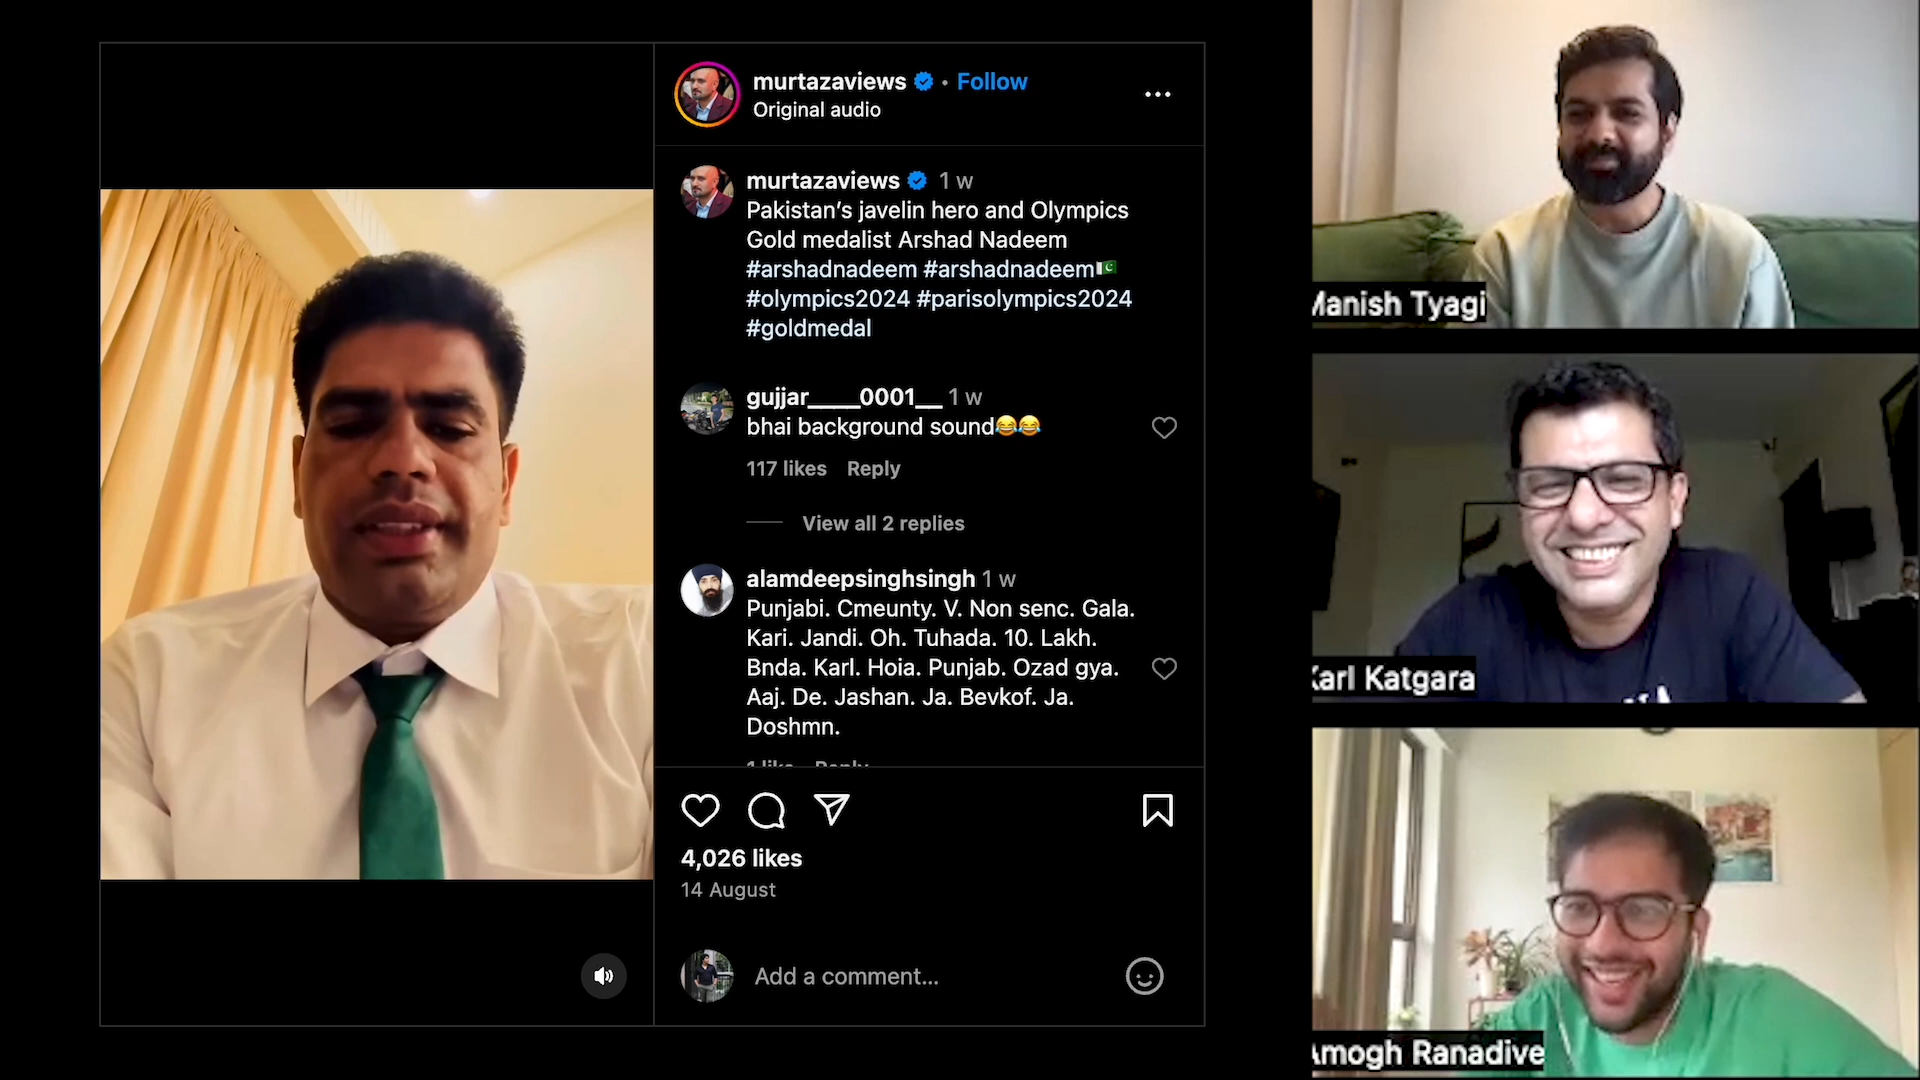 murtazaviews • Follow
Original audio
murtazaviews 1 w
Pakistan's javelin hero and Olympics
Gold medalist Arshad Nadeem
#arshadnadeem #arshadnadeem🇵🇰
#olympics2024 #parisolympics2024
#goldmedal
gujjar____0001__ 1 w
bhai background sound😂😂
117 likes Reply
View all 2 replies
alamdeepsinghsingh 1 w
Punjabi. Cmeunty. V. Non senc. Gala.
Kari. Jandi. Oh. Tuhada. 10. Lakh.
Bnda. Karl. Hoia. Punjab. Ozad gya.
Aaj. De. Jashan. Ja. Bevkof. Ja.
Doshmn.
1 like Reply
4,026 likes
14 August
Add a comment...
Manish Tyagi
Karl Katgara
Amogh Ranadive